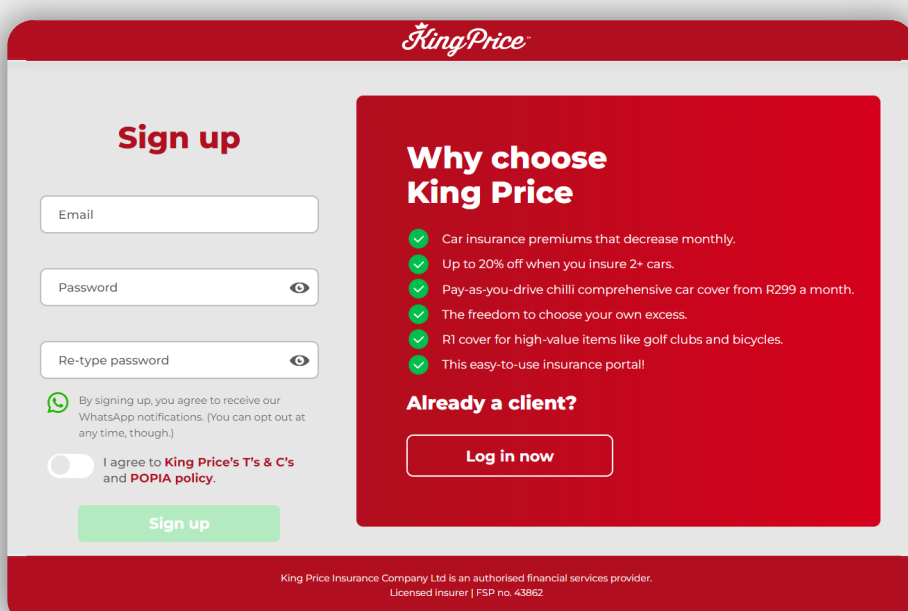 King Price™
Sign up
Email
Password
Re-type password
By signing up, you agree to receive our
WhatsApp notifications. (You can opt out at
any time, though.)
I agree to King Price's T's & C's
and POPIA policy.
Sign up
Why choose
King Price
Car insurance premiums that decrease monthly.
Up to 20% off when you insure 2+ cars.
Pay-as-you-drive chilli comprehensive car cover from R299 a month.
The freedom to choose your own excess.
R1 cover for high-value items like golf clubs and bicycles.
This easy-to-use insurance portal!
Already a client?
Log in now
King Price Insurance Company Ltd is an authorised financial services provider.
Licensed insurer | FSP no. 43862